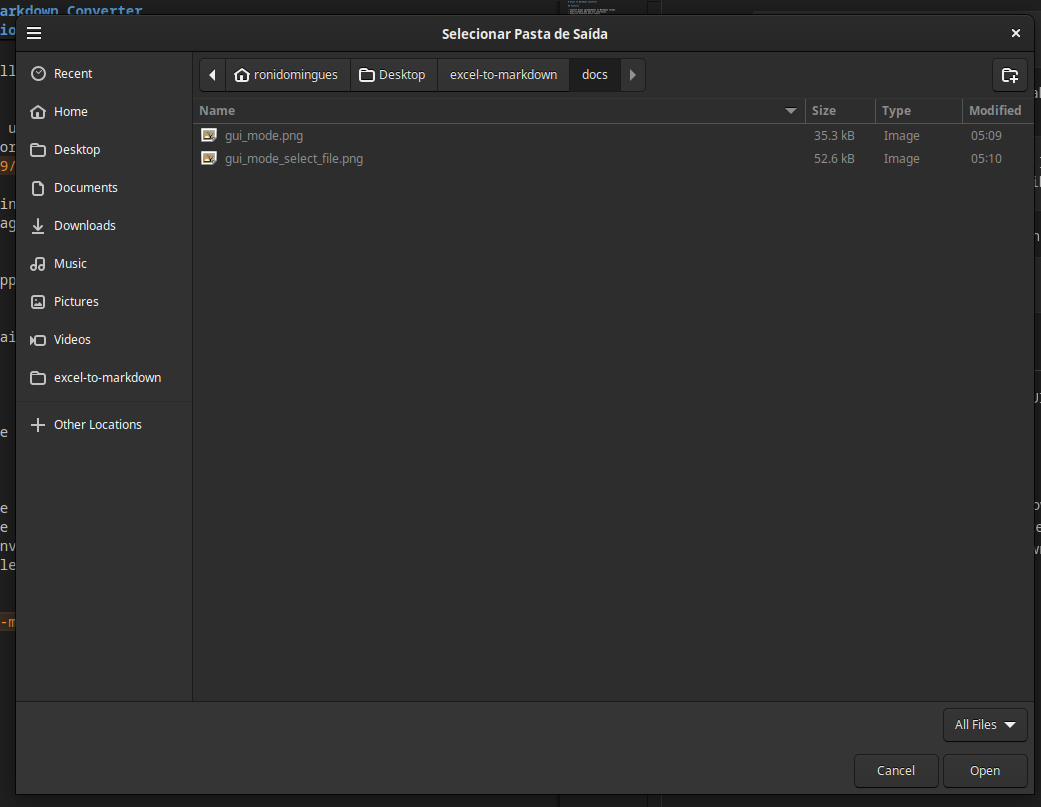 arkdown Converter
Selecionar Pasta de Saída
Recent
Home
Desktop
Documents
Downloads
Music
Pictures
Videos
excel-to-markdown
Other Locations
ronidomingues Desktop excel-to-markdown docs
Name Size Type Modified
gui_mode.png 35.3 kB Image 05:09
gui_mode_select_file.png 52.6 kB Image 05:10
All Files
Cancel Open